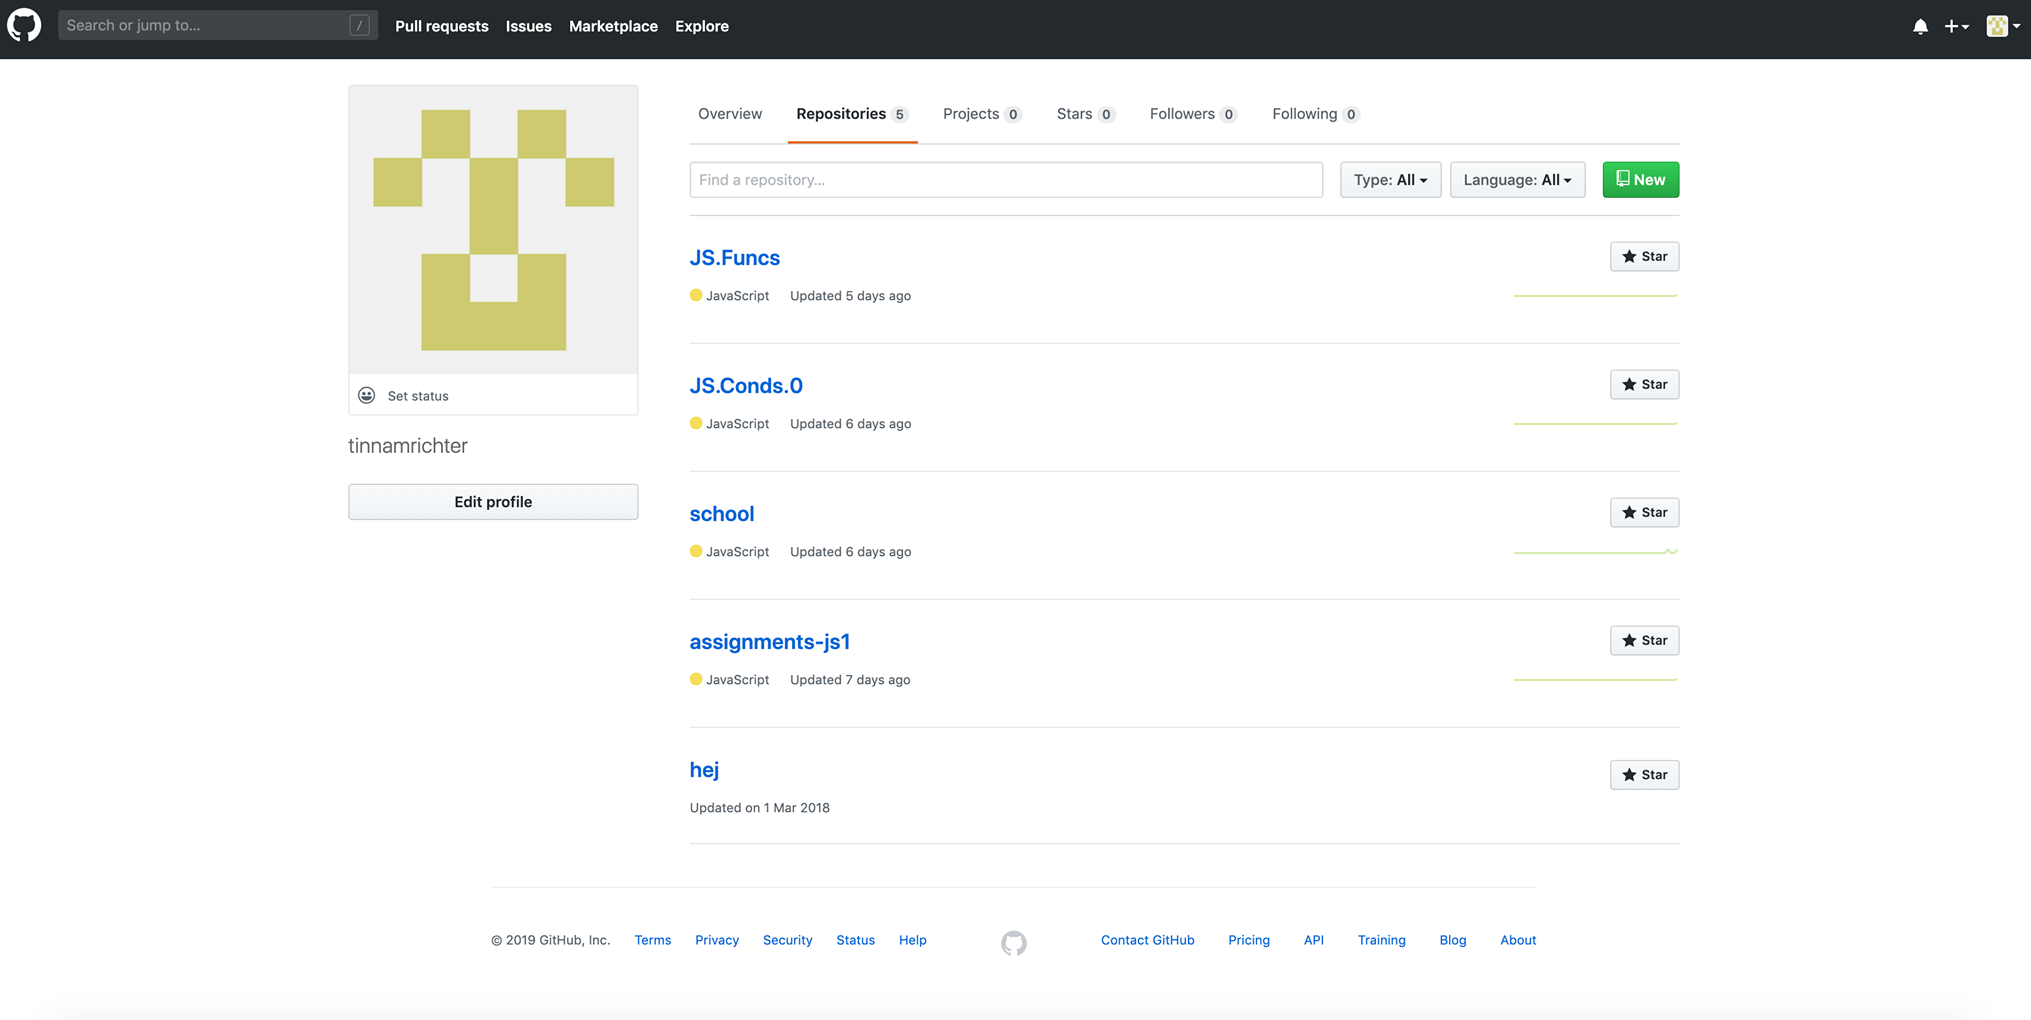 Search or jump to... /
Pull requests Issues Marketplace Explore
Overview Repositories 5 Projects 0 Stars 0 Followers 0 Following 0
Find a repository... Type: All Language: All New
JS.Funcs Star
JavaScript Updated 5 days ago
JS.Conds.0 Star
JavaScript Updated 6 days ago
Set status
tinnamrichter
Edit profile
school Star
JavaScript Updated 6 days ago
assignments-js1 Star
JavaScript Updated 7 days ago
hej Star
Updated on 1 Mar 2018
© 2019 GitHub, Inc. Terms Privacy Security Status Help Contact GitHub Pricing API Training Blog About